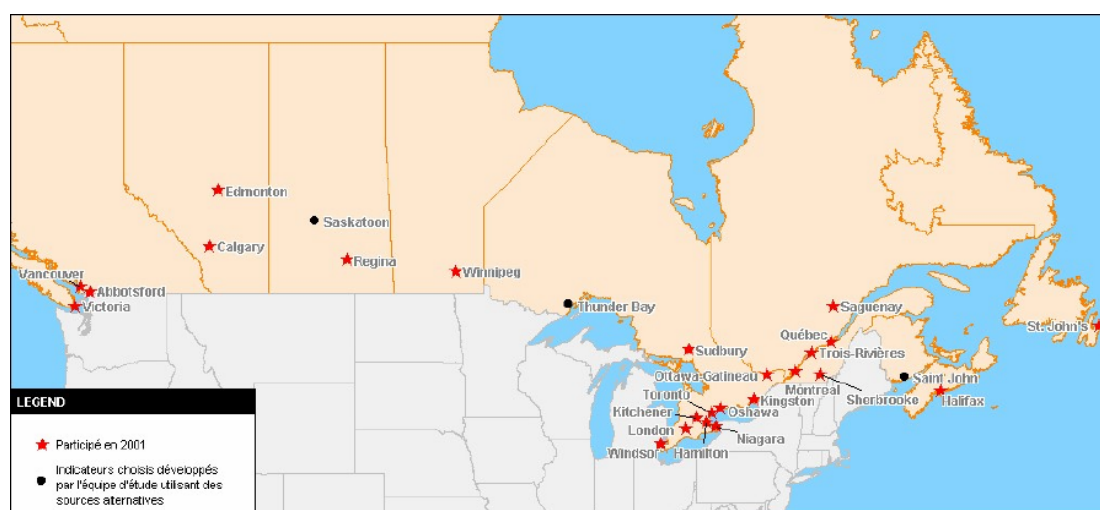 Edmonton
Saskatoon
Calgary
Regina
Winnipeg
Vancouver
Abbotsford
Victoria
Thunder Bay
Saguenay
St. John's
Québec
Sudbury
Trois-Rivières
Ottawa-Gatineau
Montréal
Saint John
Toronto
Kingston
Sherbrooke
Halifax
Kitchener
Oshawa
London
Niagara
Windsor
Hamilton
LEGEND
Participé en 2001
Indicateurs choisis développés
par l'équipe d'étude utilisant des
sources alternatives